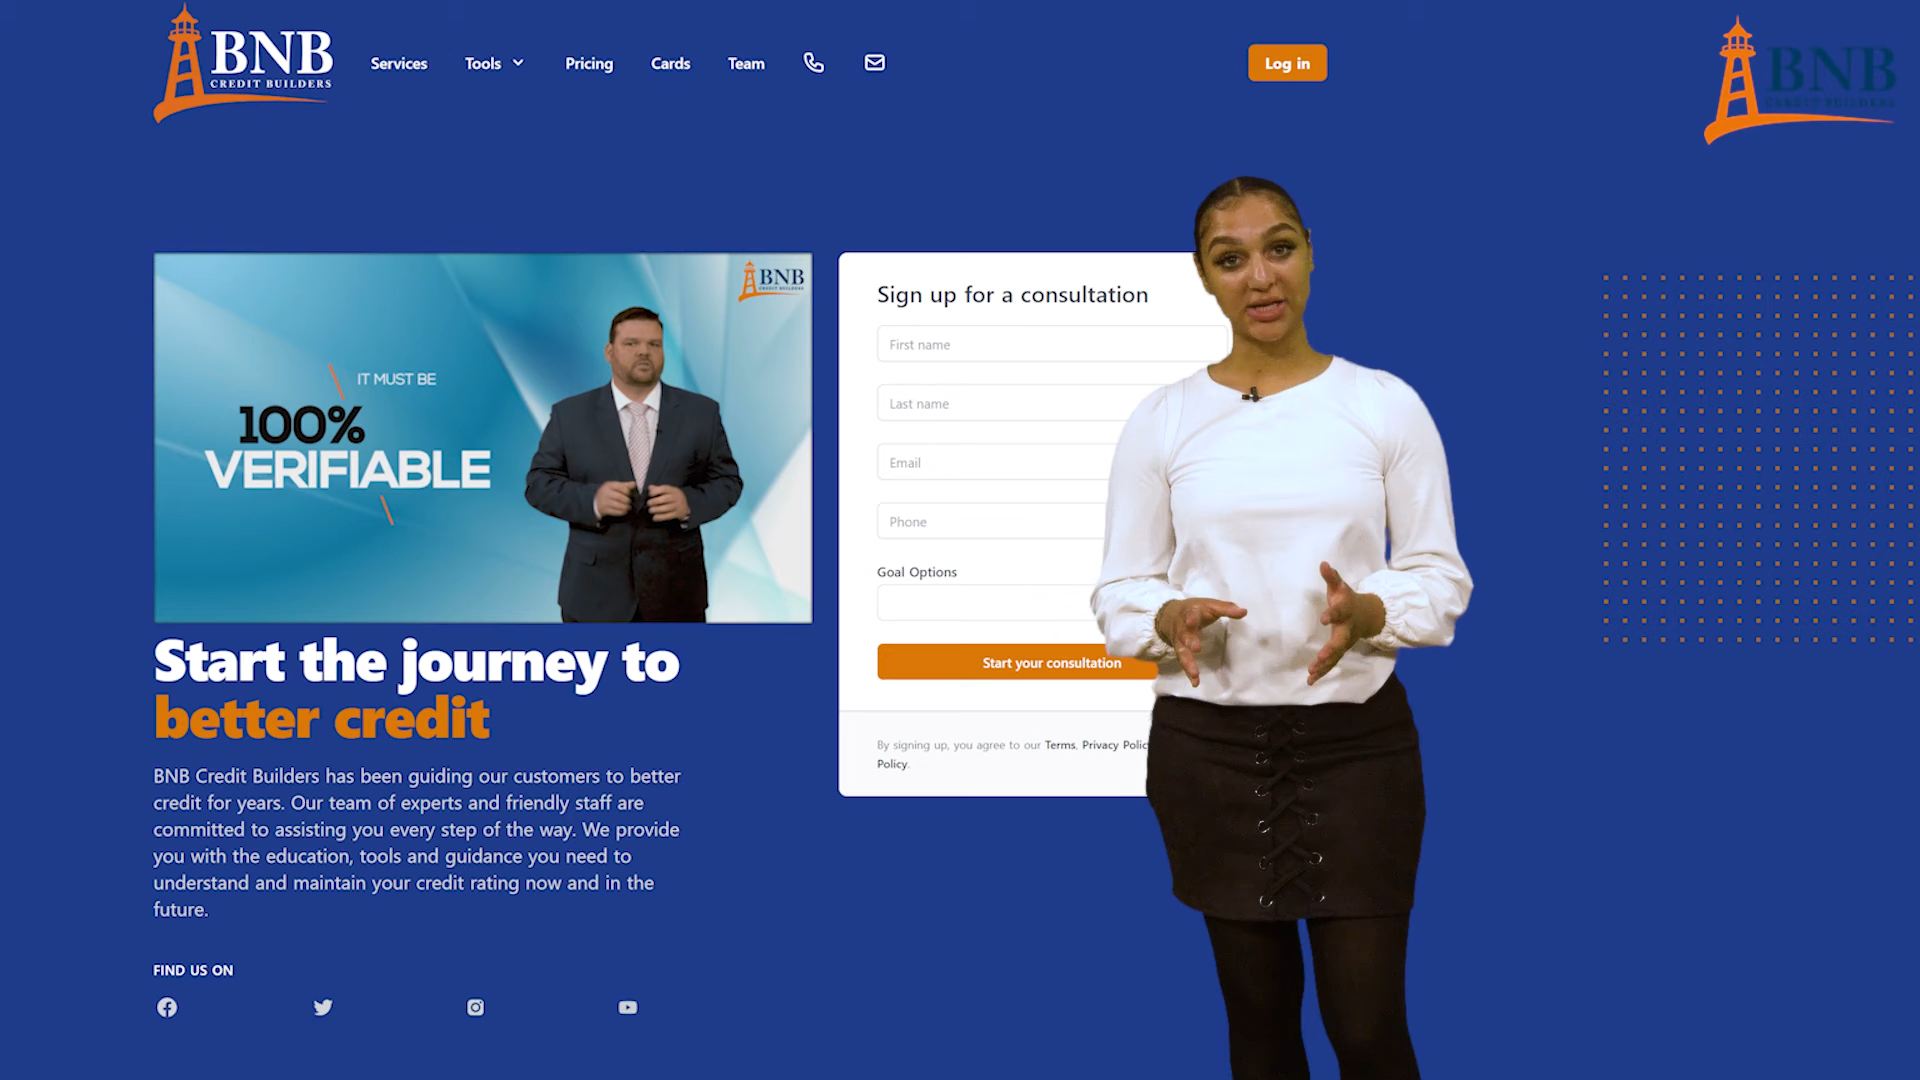 BNB
CREDIT BUILDERS
Services
Tools
Pricing
Cards
Team
Log in
BNB
CREDIT BUILDERS
BNB
CREDIT BUILDERS
IT MUST BE
100%
VERIFIABLE
Sign up for a consultation
First name
Last name
Email
Phone
Goal Options
Start your consultation
By signing up, you agree to our Terms, Privacy
Policy.
Start the journey to
better credit
BNB Credit Builders has been guiding our customers to better
credit for years. Our team of experts and friendly staff are
committed to assisting you every step of the way. We provide
you with the education, tools and guidance you need to
understand and maintain your credit rating now and in the
future.
FIND US ON